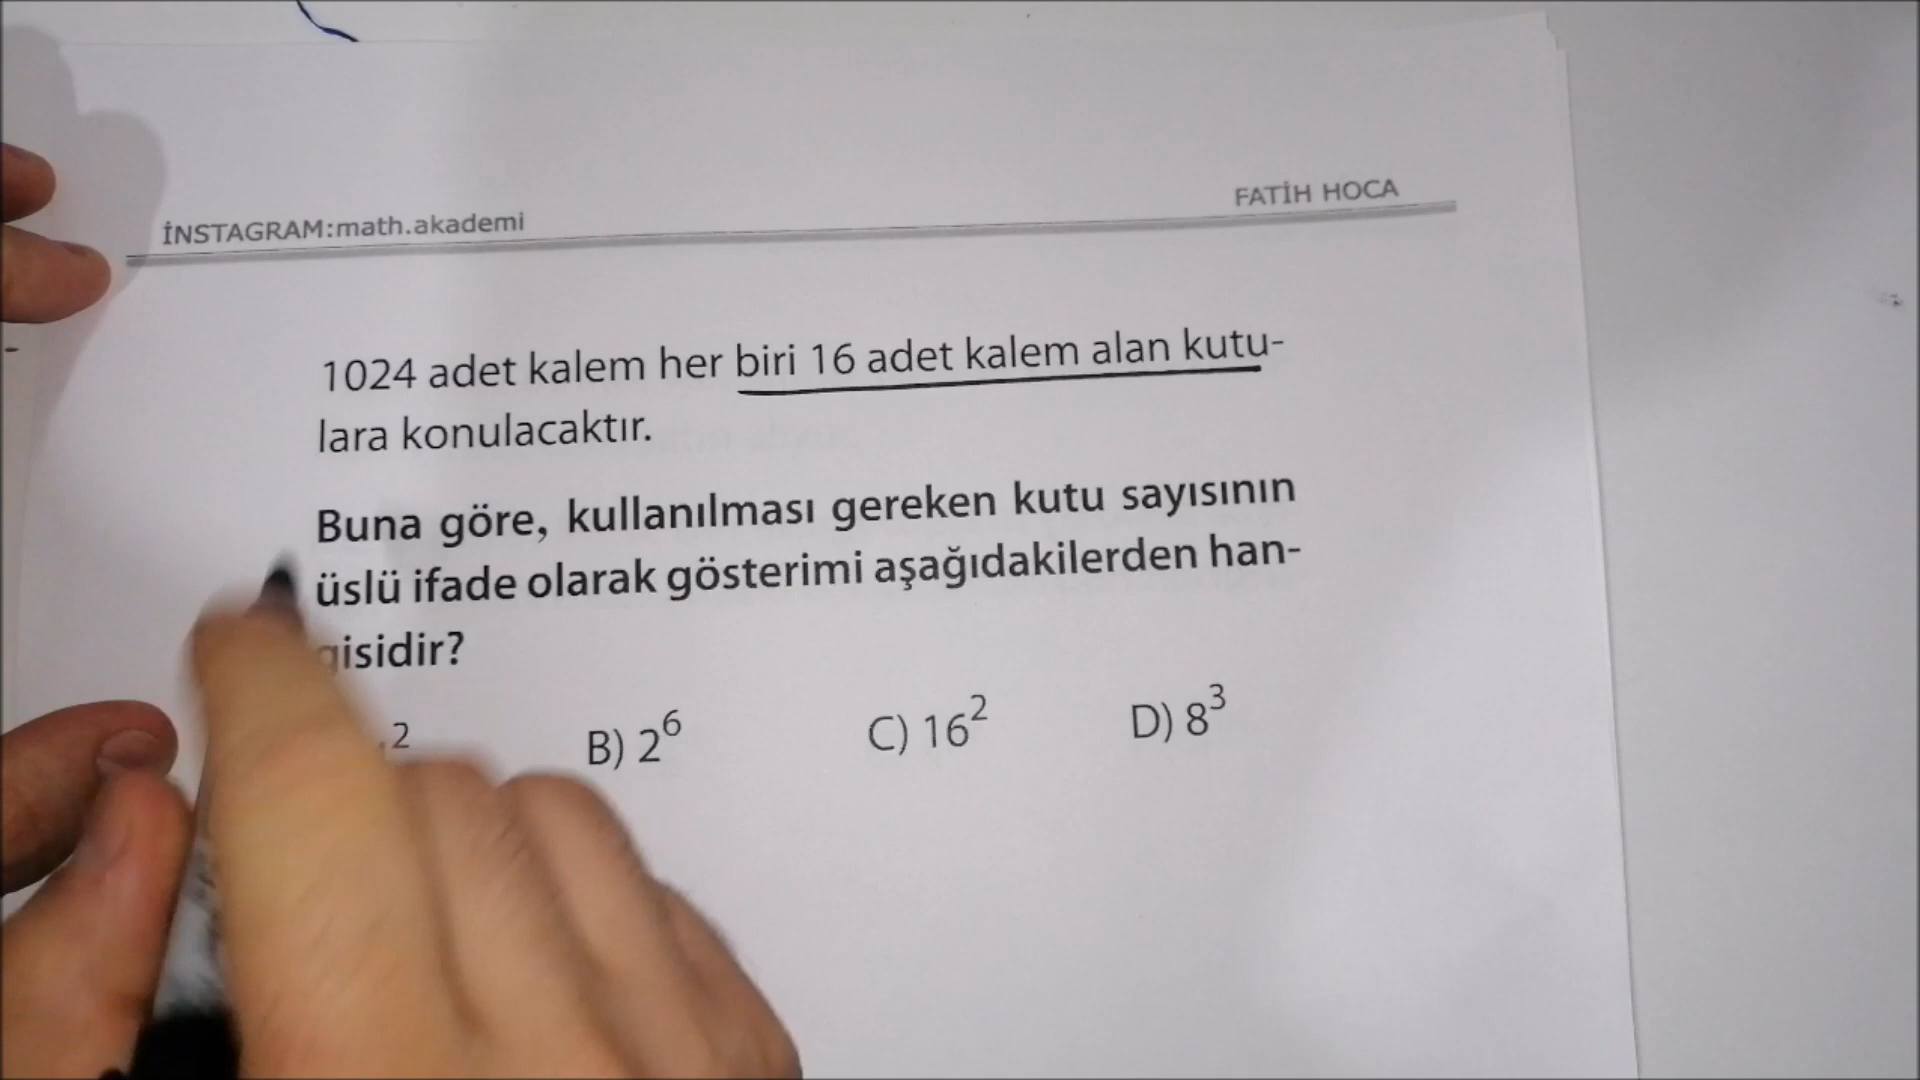 İNSTAGRAM:math.akademi
FATİH HOCA
1024 adet kalem her biri 16 adet kalem alan kutu-
lara konulacaktır.
Buna göre, kullanılması gereken kutu sayısının
üslü ifade olarak gösterimi aşağıdakilerden han-
gisidir?
2
B) 2⁶
C) 16²
D) 8³